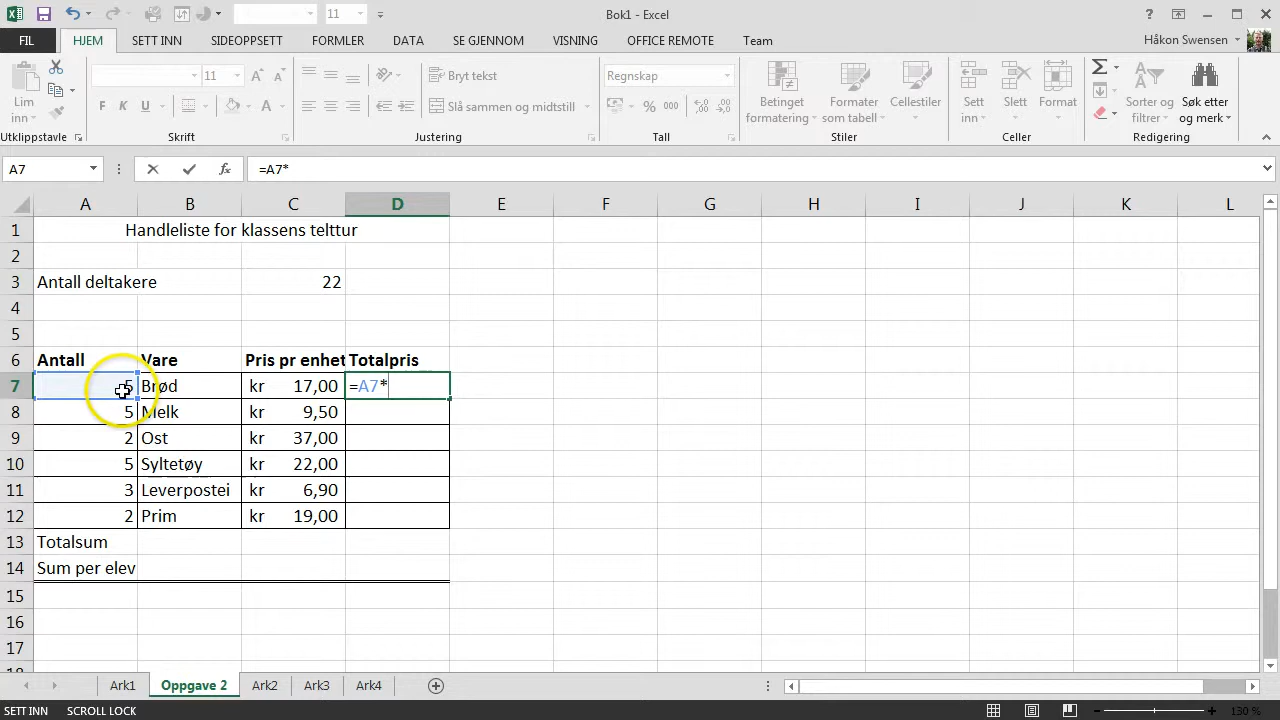 11
Bok1 - Excel
?
FIL HJEM SETT INN SIDEOPPSETT FORMLER DATA SE GJENNOM VISNING OFFICE REMOTE Team Håkon Swensen
Lim inn
F K U
11
A A
A
Bryt tekst
Slå sammen og midtstill
Regnskap
% 000
Betinget formatering
Formater som tabell
Cellestiler
Sett inn
Slett
Format
Sorter og filtrer
Søk etter og merk
Utklippstavle Skrift Justering Tall Stiler Celler Redigering
A7 fx =A7*
A B C D E F G H I J K L
1 Handleliste for klassens telttur
2
3 Antall deltakere 22
4
5
6 Antall Vare Pris pr enhet Totalpris
7 5 Brød kr 17,00 =A7*
8 5 Melk kr 9,50
9 2 Ost kr 37,00
10 5 Syltetøy kr 22,00
11 3 Leverpostei kr 6,90
12 2 Prim kr 19,00
13 Totalsum
14 Sum per elev
15
16
17
18
Ark1 Oppgave 2 Ark2 Ark3 Ark4
SETT INN SCROLL LOCK 130 %